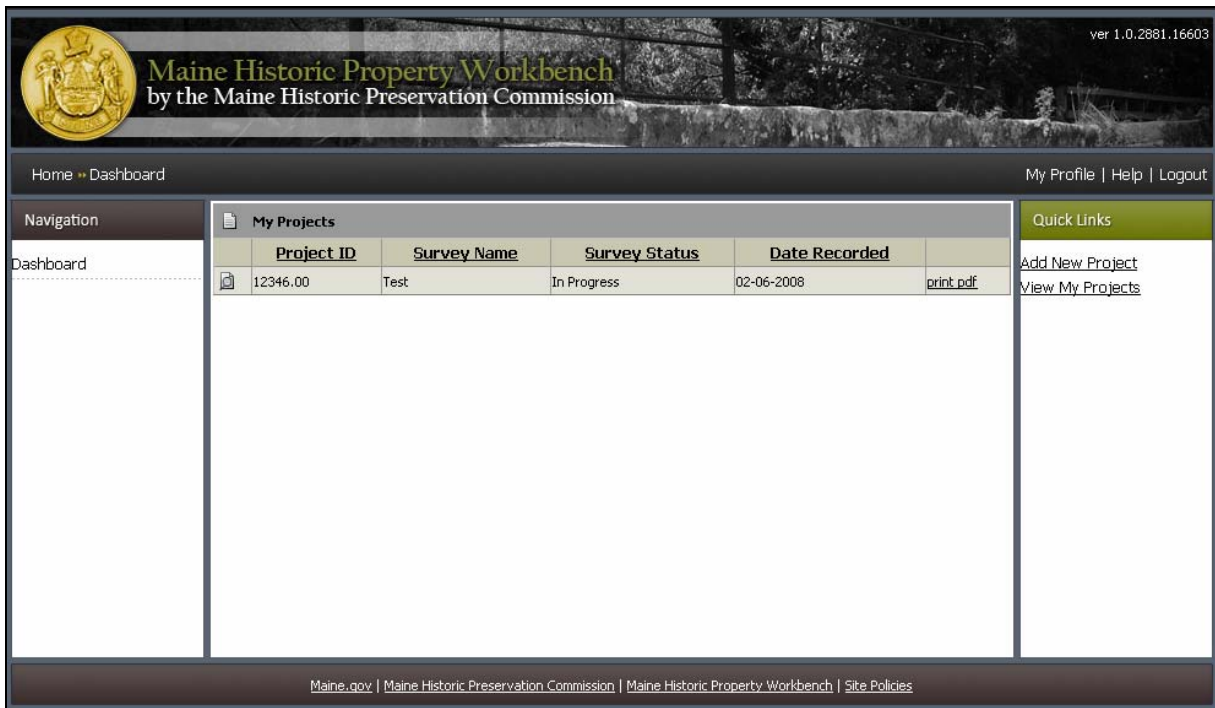 ver 1.0.2881.16603
Maine Historic Property Workbench
by the Maine Historic Preservation Commission
Home » Dashboard
My Profile | Help | Logout
Navigation
Dashboard
My Projects
Project ID Survey Name Survey Status Date Recorded
12346.00 Test In Progress 02-06-2008 print pdf
Quick Links
Add New Project
View My Projects
Maine.gov | Maine Historic Preservation Commission | Maine Historic Property Workbench | Site Policies